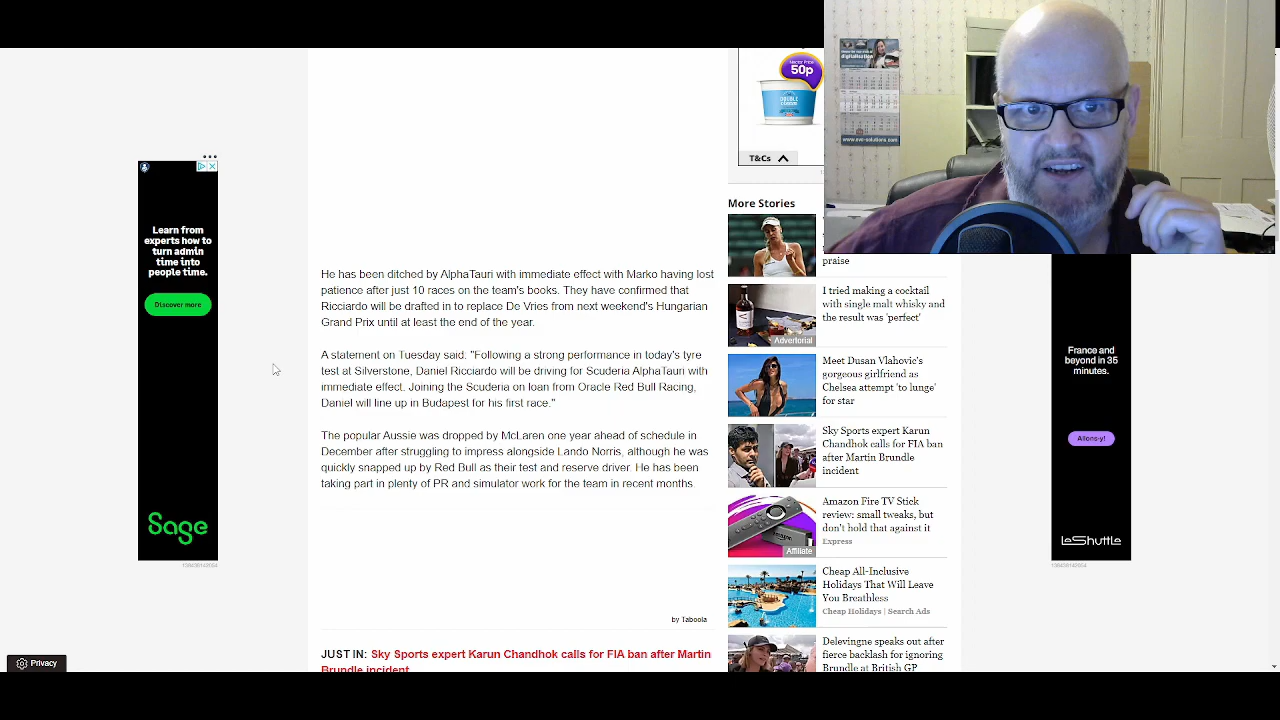 Learn from
experts how to
turn admin
time into
people time.
Discover more
Sage
108438142054
Privacy
He has been ditched by AlphaTauri with immediate effect with Marko having lost
patience after just 10 races on the team's books. They have confirmed that
Ricciardo will be drafted in to replace De Vries from next weekend's Hungarian
Grand Prix until at least the end of the year.
A statement on Tuesday said: "Following a strong performance in today's tyre
test at Silverstone, Daniel Ricciardo will be driving for Scuderia AlphaTauri with
immediate effect. Joining the Scuderia on loan from Oracle Red Bull Racing,
Daniel will line up in Budapest for his first race."
The popular Aussie was dropped by McLaren one year ahead of schedule in
December after struggling to impress alongside Lando Norris, although he was
quickly snapped up by Red Bull as their test and reserve driver. He has been
taking part in plenty of PR and simulator work for the team in recent months.
by Taboola
JUST IN: Sky Sports expert Karun Chandhok calls for FIA ban after Martin
Brundle incident
50p
DOUBLE
T&Cs
More Stories
praise
I tried making a cocktail
with single malt whisky and
the result was 'perfect'
Advertorial
Meet Dusan Vlahovic's
gorgeous girlfriend as
Chelsea attempt 'to lunge'
for star
Sky Sports expert Karun
Chandhok calls for FIA ban
after Martin Brundle
incident
Amazon Fire TV Stick
review: small tweaks, but
don't hold that against it
Express
Affiliate
Cheap All-Inclusive
Holidays That Will Leave
You Breathless
Cheap Holidays | Search Ads
Delevingne speaks out after
fierce backlash for ignoring
Brundle at British GP
France and
beyond in 35
minutes.
Allons-y!
LeShuttle
108438142054